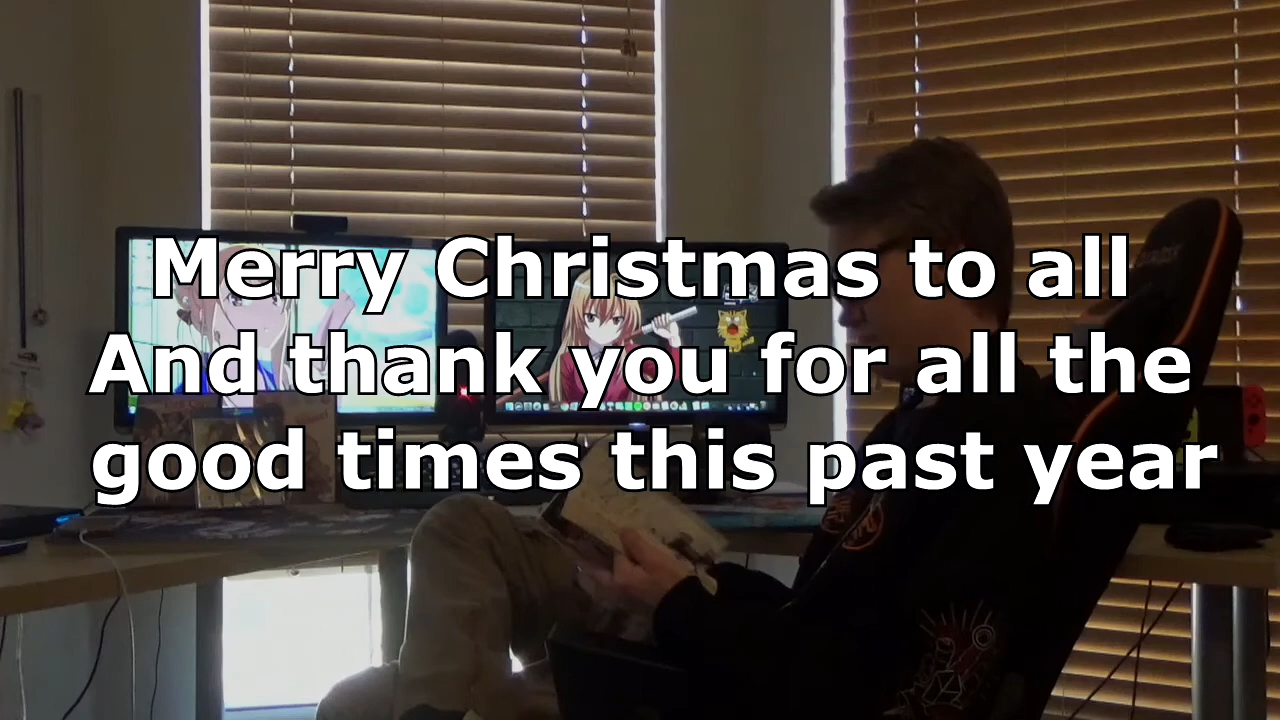 Merry Christmas to all
And thank you for all the
good times this past year